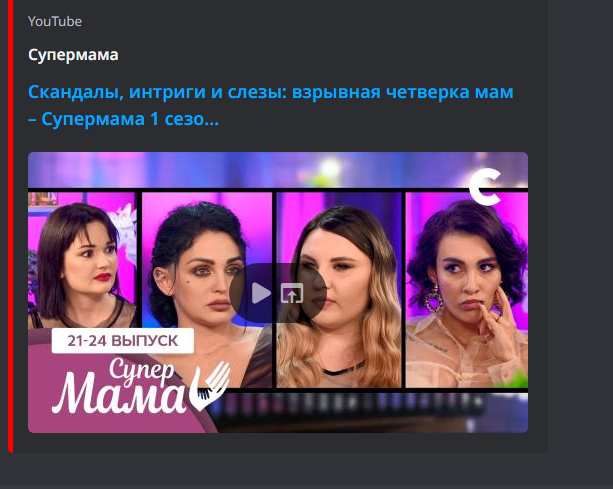 YouTube
Супермама
Скандалы, интриги и слезы: взрывная четверка мам
– Супермама 1 сезо...
21-24 ВЫПУСК
Супер
Мама